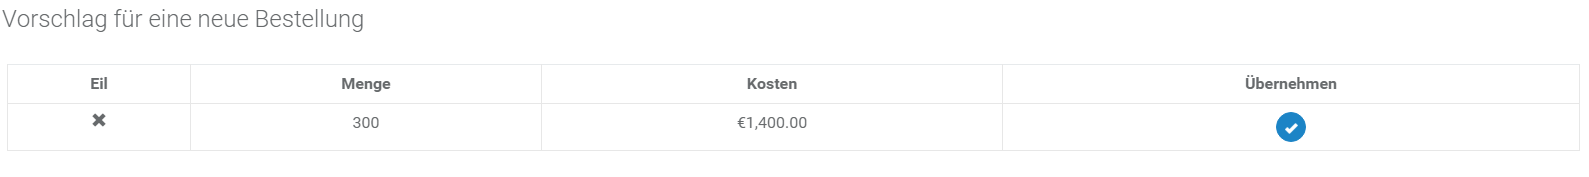 Vorschlag für eine neue Bestellung
Eil Menge Kosten Übernehmen
300 €1,400.00